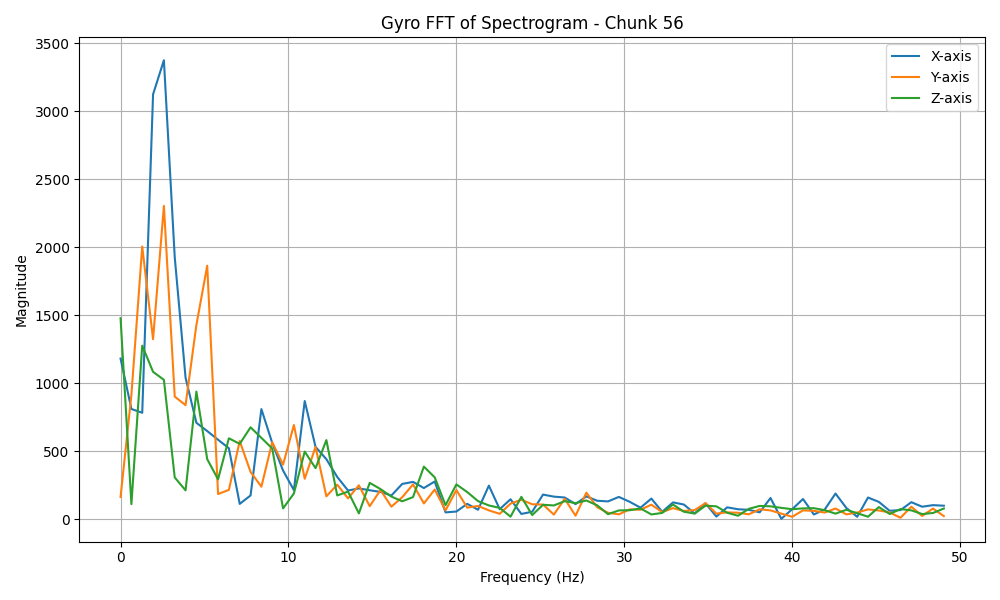 Gyro FFT of Spectrogram - Chunk 56
3500
3000
2500
2000
1500
1000
500
0
Magnitude
0 10 20 30 40 50
Frequency (Hz)
X-axis
Y-axis
Z-axis